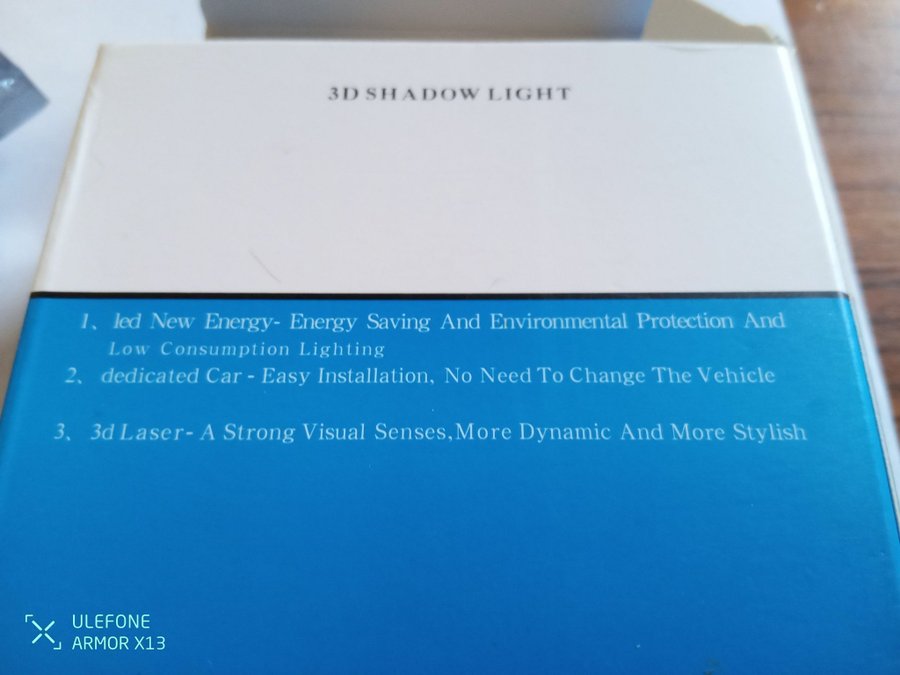 3D SHADOW LIGHT
1、led New Energy- Energy Saving And Environmental Protection And
Low Consumption Lighting
2、dedicated Car - Easy Installation, No Need To Change The Vehicle
3、3d Laser- A Strong Visual Senses,More Dynamic And More Stylish
ULEFONE
ARMOR X13